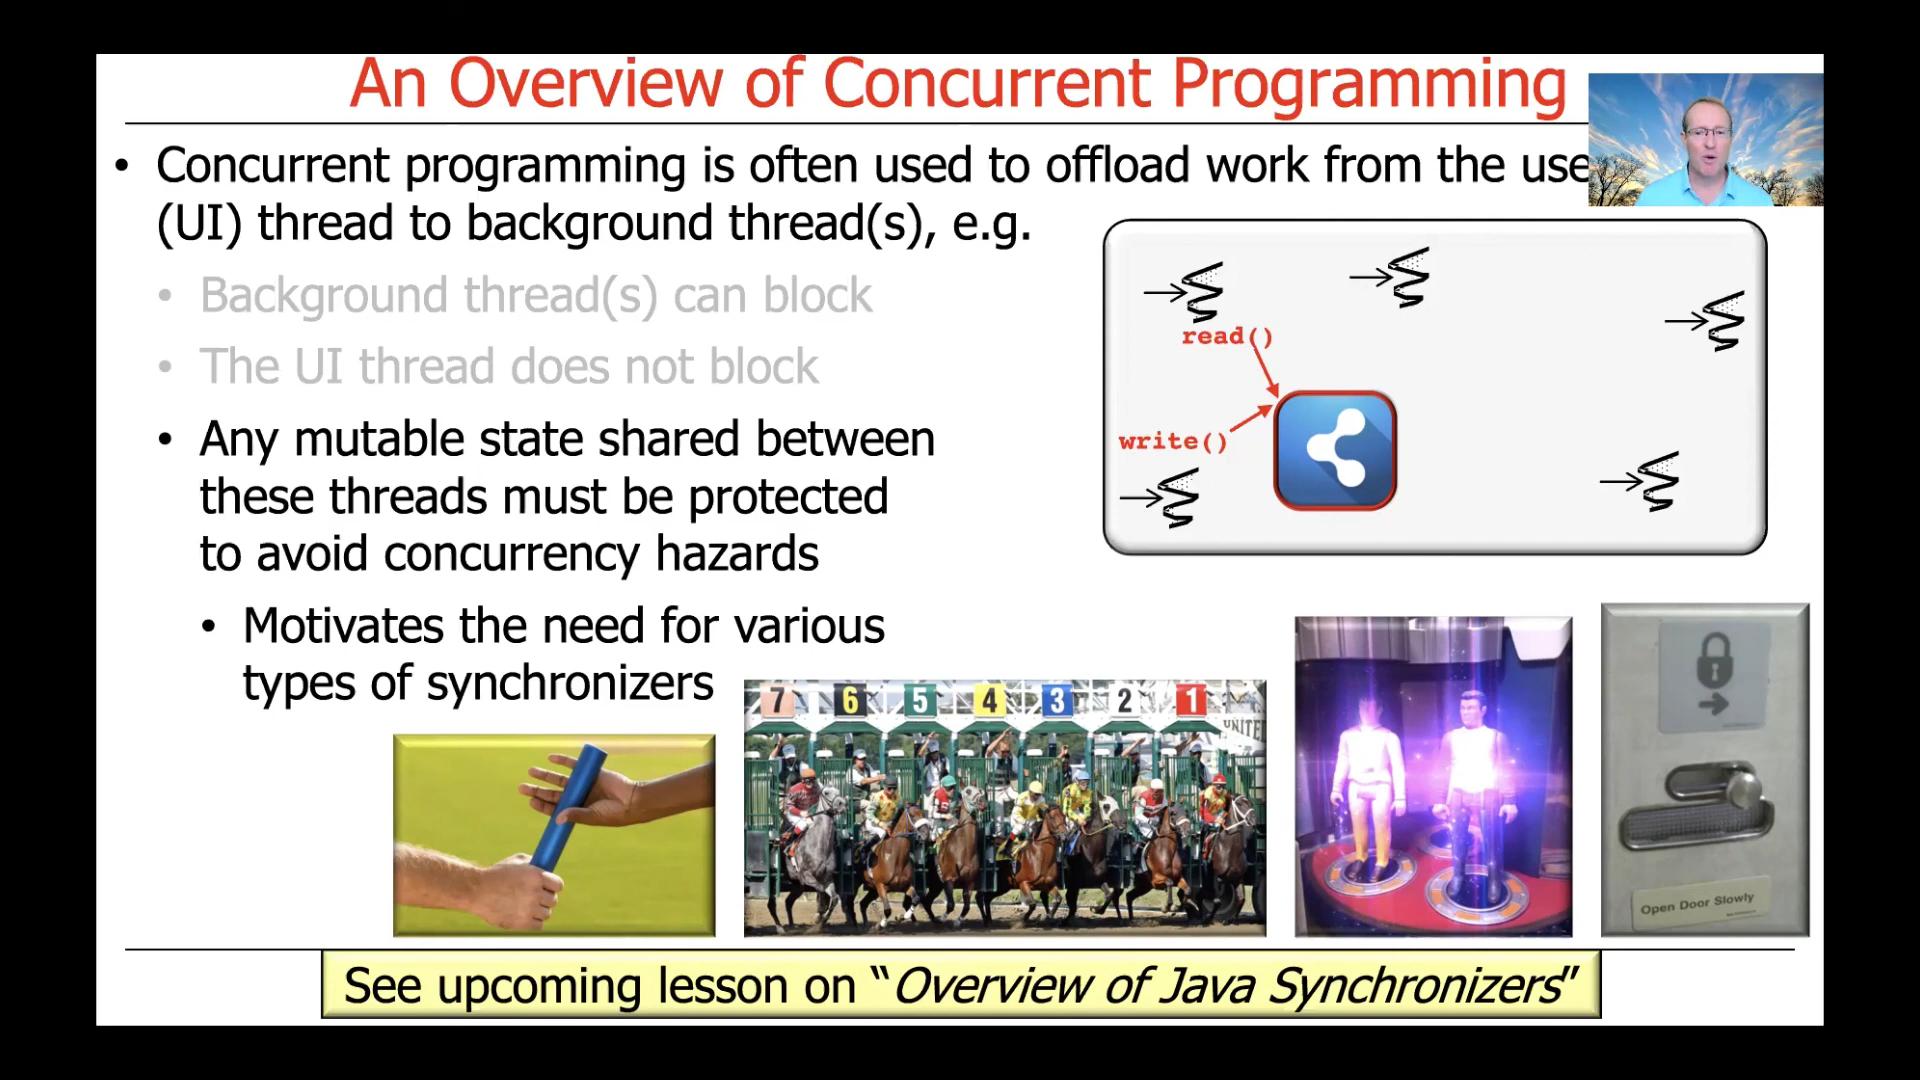 An Overview of Concurrent Programming
• Concurrent programming is often used to offload work from the use
(UI) thread to background thread(s), e.g.
• Background thread(s) can block
• The UI thread does not block
• Any mutable state shared between
these threads must be protected
to avoid concurrency hazards
• Motivates the need for various
types of synchronizers
read()
write()
7 6 5 4 3 2 1
Open Door Slowly
See upcoming lesson on “Overview of Java Synchronizers”